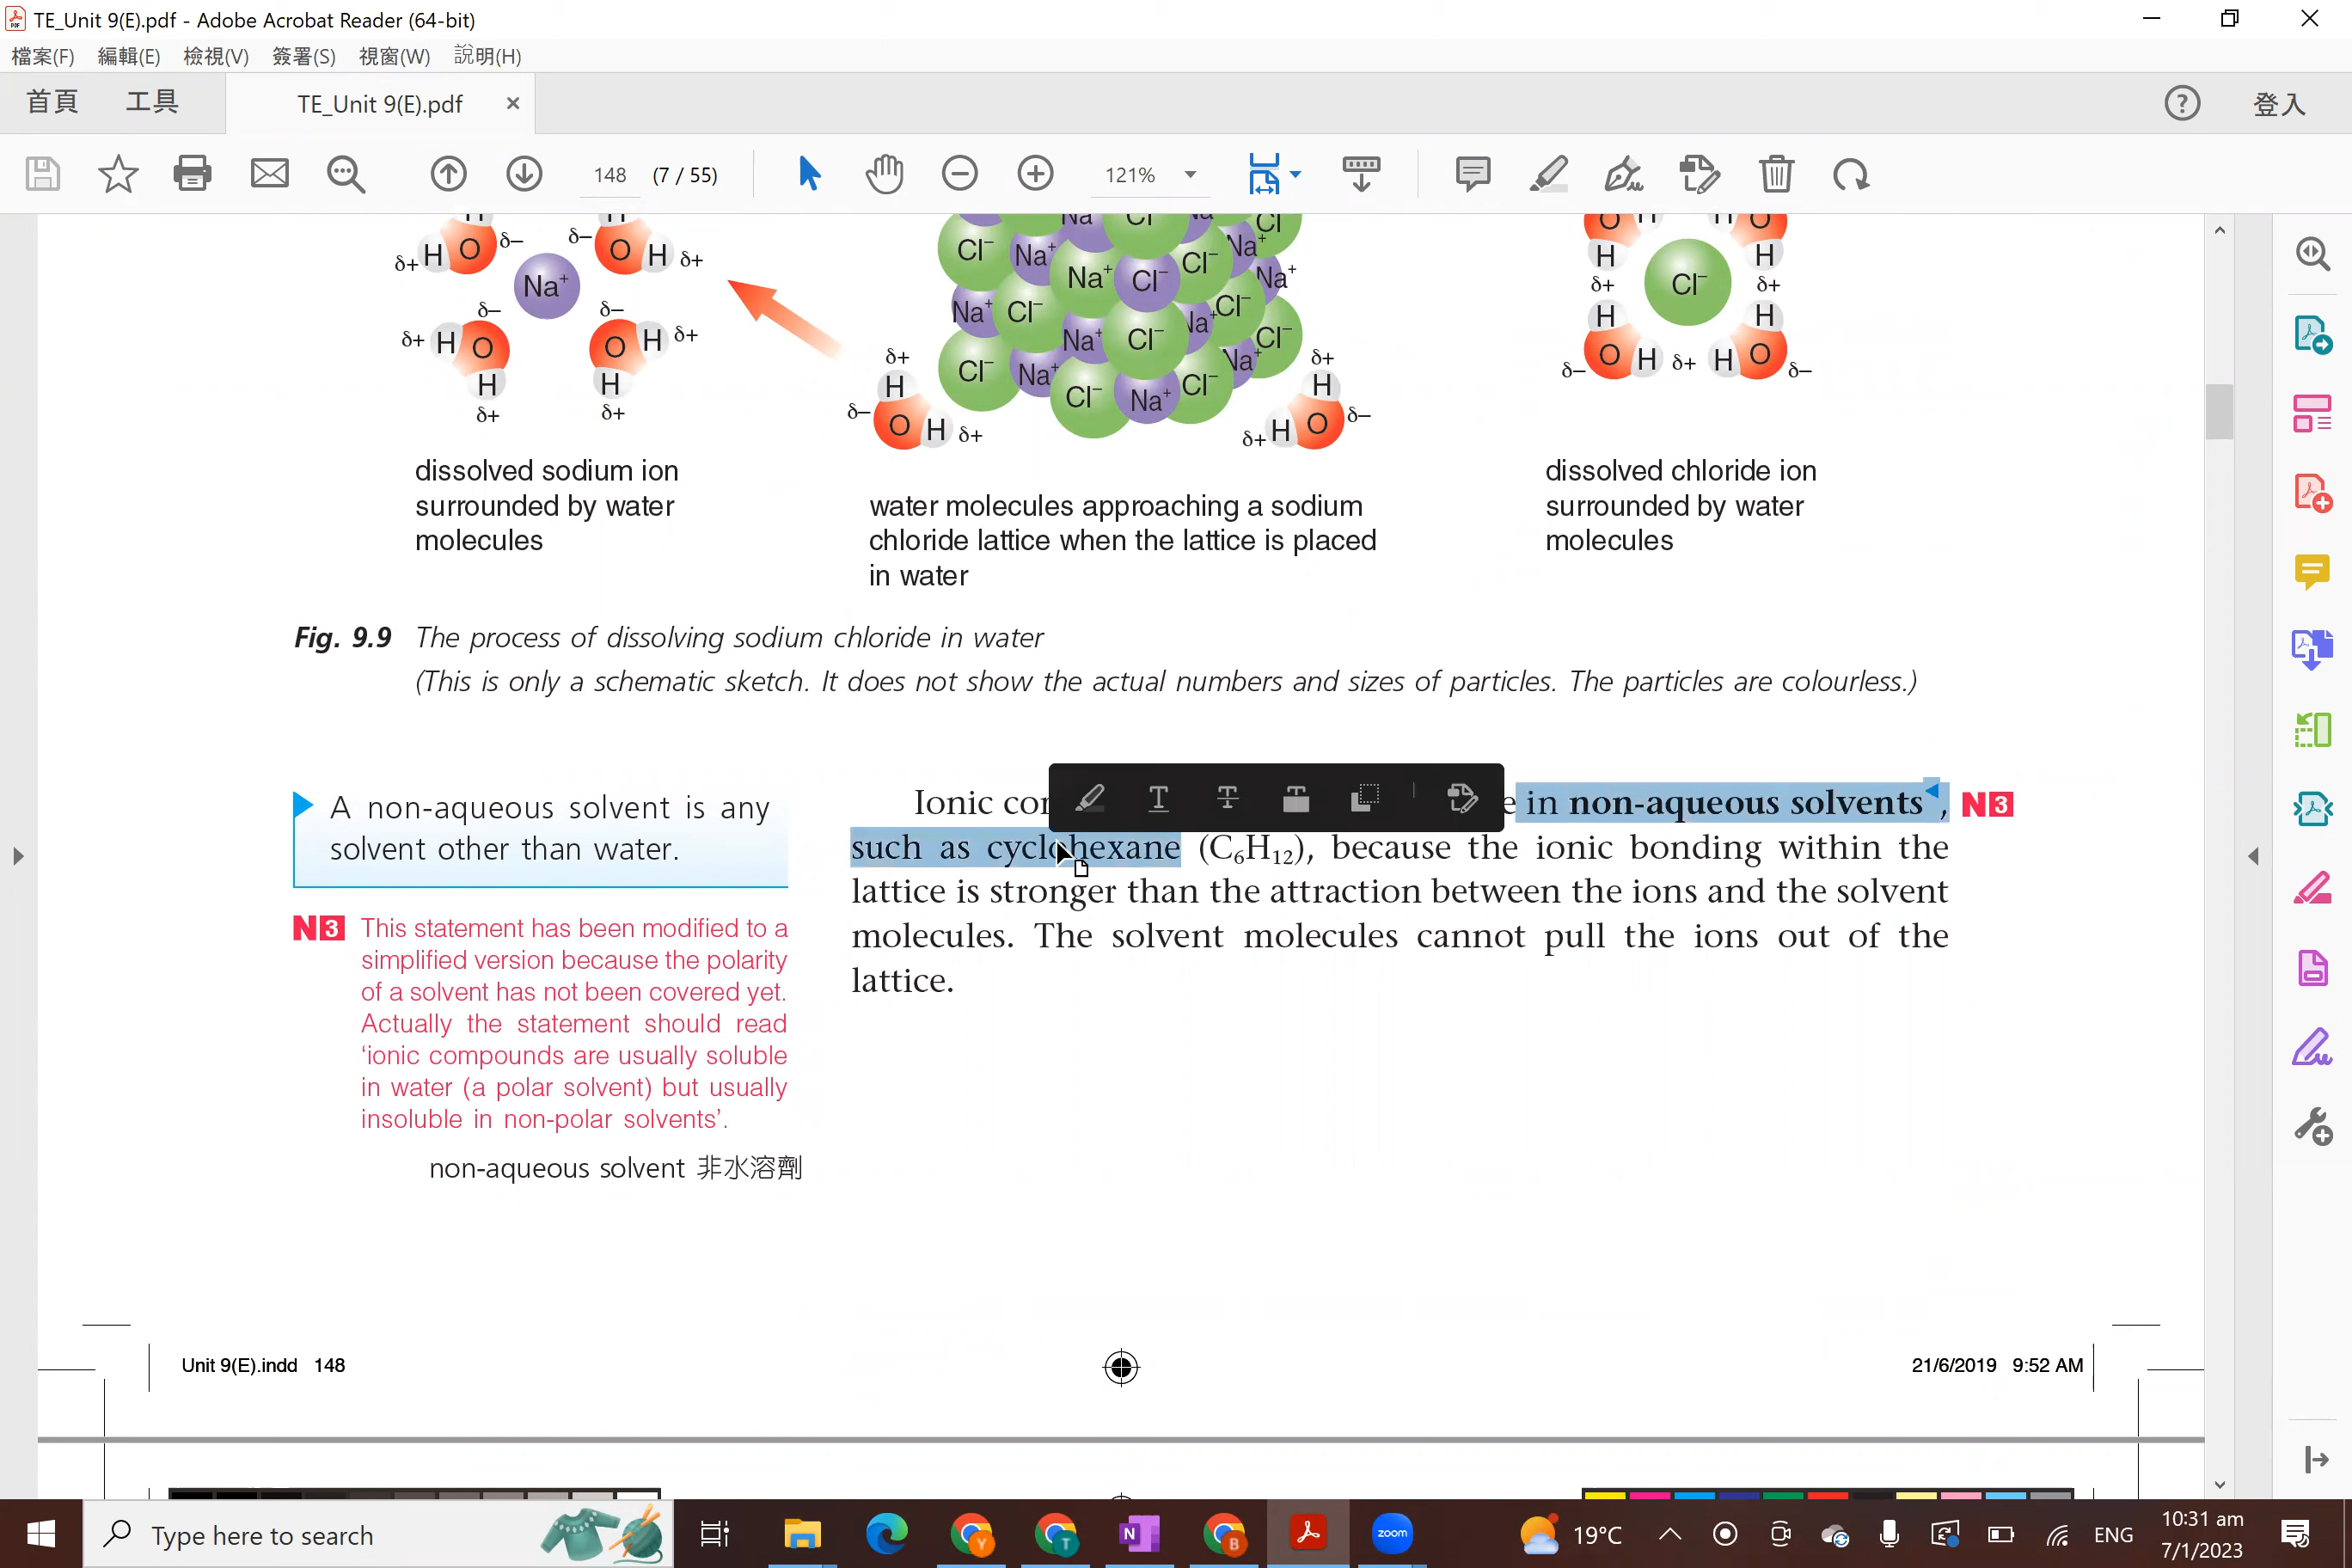 TE_Unit 9(E).pdf - Adobe Acrobat Reader (64-bit)
檔案(F) 編輯(E) 檢視(V) 簽署(S) 視窗(W) 說明(H)
首頁 工具 TE_Unit 9(E).pdf × ? 登入
148 (7 / 55) 121%
H O δ– δ– O H δ+
δ+ H
Na⁺
δ– δ–
δ+ H O O H δ+
H H
δ+ δ+
Na⁺ Cl⁻ Na⁺ Cl
Cl⁻ Na⁺ Cl⁻ Na⁺
Na⁺ Cl⁻ Na⁺
Na⁺ Cl⁻ Cl⁻
Na⁺ Cl⁻ Na⁺ Cl⁻
Cl⁻ Na⁺ Cl⁻ Na⁺
Cl⁻ Na⁺
δ+ δ+
H H
δ– O H δ+ δ+ H O δ–
O H H O
H H
δ+ Cl⁻ δ+
H H
δ– O H δ+ H O δ–
dissolved sodium ion
surrounded by water
molecules
water molecules approaching a sodium
chloride lattice when the lattice is placed
in water
dissolved chloride ion
surrounded by water
molecules
Fig. 9.9 The process of dissolving sodium chloride in water
(This is only a schematic sketch. It does not show the actual numbers and sizes of particles. The particles are colourless.)
A non-aqueous solvent is any
solvent other than water.
N3 This statement has been modified to a
simplified version because the polarity
of a solvent has not been covered yet.
Actually the statement should read
‘ionic compounds are usually soluble
in water (a polar solvent) but usually
insoluble in non-polar solvents’.
non-aqueous solvent 非水溶劑
Ionic in non-aqueous solvents, N3
such as cyclohexane (C₆H₁₂), because the ionic bonding within the
lattice is stronger than the attraction between the ions and the solvent
molecules. The solvent molecules cannot pull the ions out of the
lattice.
Unit 9(E).indd 148
21/6/2019 9:52 AM
Type here to search
Y T N B zoom
19°C ENG
10:31 am
7/1/2023